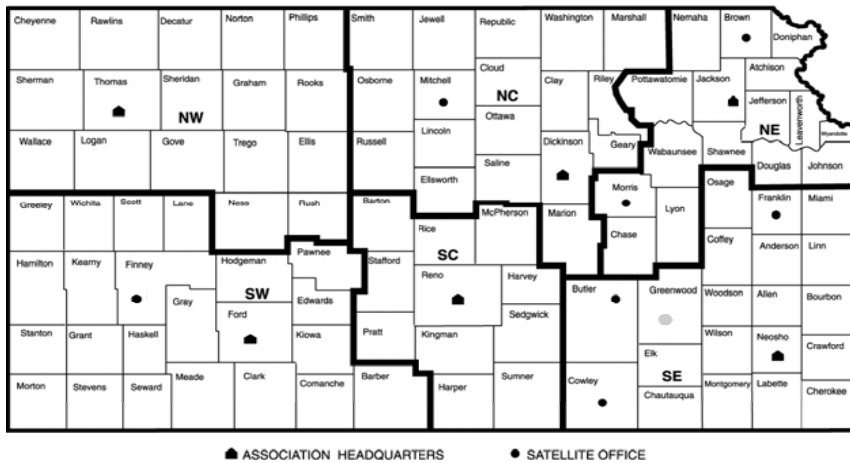 Cheyenne Rawlins Decatur Norton Phillips Smith Jewell Republic Washington Marshall Nemaha Brown
Doniphan
Sherman Thomas Sheridan Graham Rooks Osborne Mitchell Cloud Clay Riley Pottawatomie Jackson Atchison
NW NC Jefferson Leavenworth
Wallace Logan Gove Trego Ellis Russell Lincoln Ottawa Dickinson Geary Wabaunsee Shawnee NE Wyandotte
Ellsworth Saline Morris Douglas Johnson
Greeley Wichita Scott Lane Ness Rush Barton Rice McPherson Marion Chase Lyon Osage Franklin Miami
SC
Hamilton Kearny Finney Hodgeman Pawnee Stafford Reno Harvey Coffey Anderson Linn
SW
Gray Ford Edwards Sedgwick Butler Greenwood Woodson Allen Bourbon
Stanton Grant Haskell Kiowa Pratt Kingman Elk Wilson Neosho Crawford
SE
Morton Stevens Seward Meade Clark Comanche Barber Harper Sumner Cowley Chautauqua Montgomery Labette Cherokee
ASSOCIATION HEADQUARTERS SATELLITE OFFICE